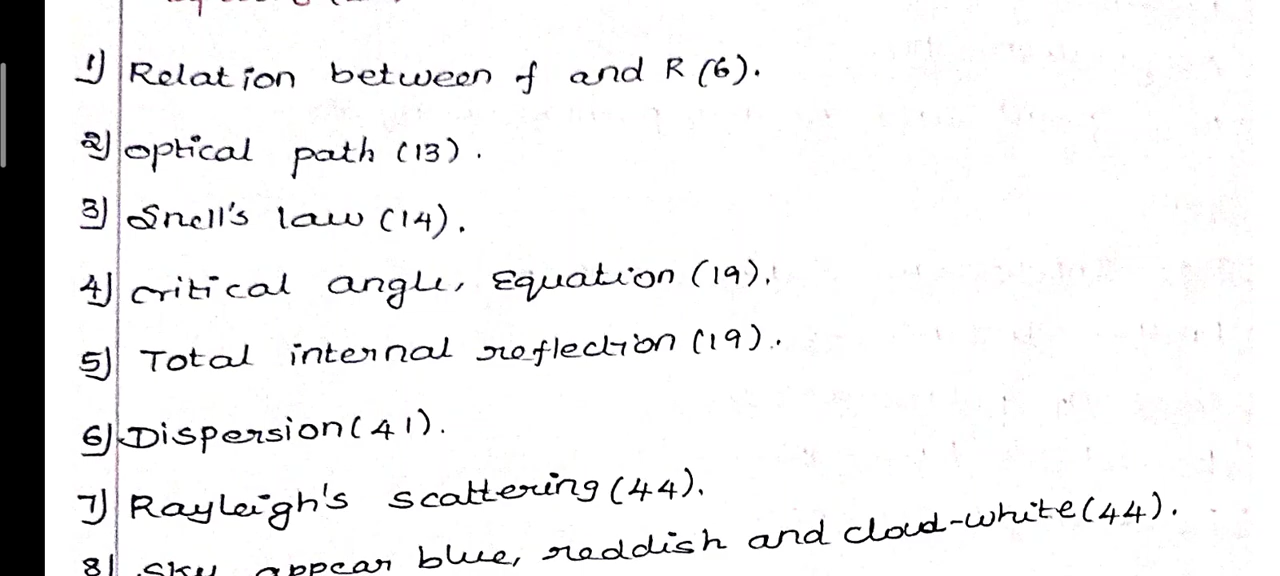 1) Relation between f and R (6).
2) optical path (13).
3) Snell's law (14).
4) critical angle, Equation (19).
5) Total internal reflection (19).
6) Dispersion (41).
7) Rayleigh's scattering (44).
8) Sky appear blue, reddish and cloud-white (44).